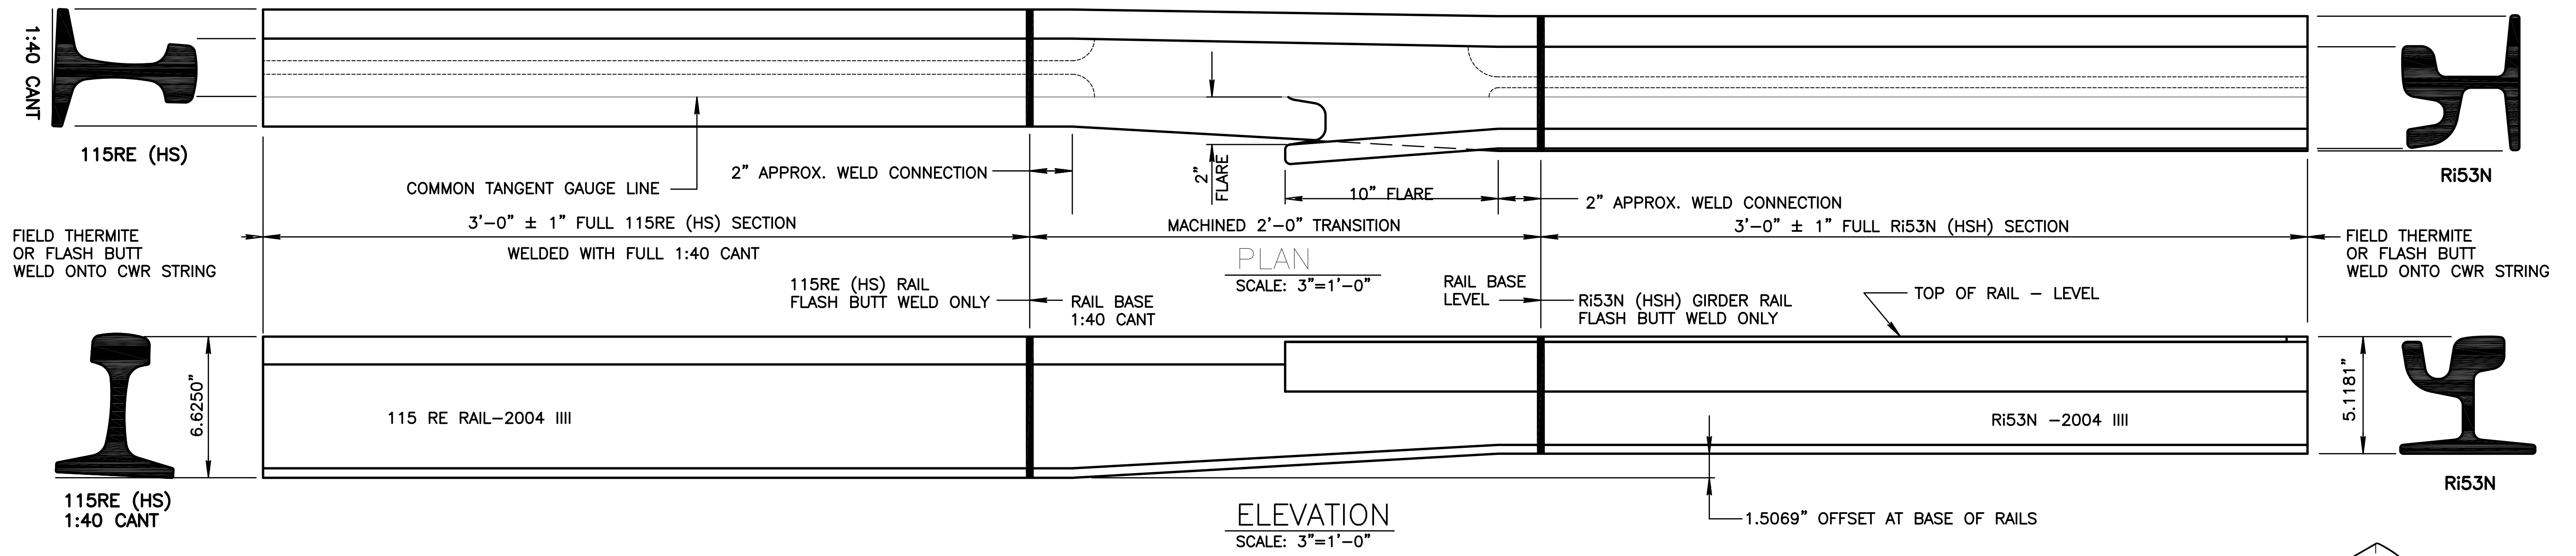 1:40 CANT
115RE (HS)
COMMON TANGENT GAUGE LINE
2” APPROX. WELD CONNECTION
2”
FLARE
10” FLARE
2” APPROX. WELD CONNECTION
Ri53N
FIELD THERMITE
OR FLASH BUTT
WELD ONTO CWR STRING
3’-0” ± 1” FULL 115RE (HS) SECTION
WELDED WITH FULL 1:40 CANT
MACHINED 2’-0” TRANSITION
3’-0” ± 1” FULL Ri53N (HSH) SECTION
FIELD THERMITE
OR FLASH BUTT
WELD ONTO CWR STRING
PLAN
SCALE: 3”=1’-0”
115RE (HS) RAIL
FLASH BUTT WELD ONLY
RAIL BASE
1:40 CANT
RAIL BASE
LEVEL
Ri53N (HSH) GIRDER RAIL
FLASH BUTT WELD ONLY
TOP OF RAIL – LEVEL
6.6250”
115 RE RAIL–2004 IIII
Ri53N –2004 IIII
5.1181”
115RE (HS)
1:40 CANT
Ri53N
1.5069” OFFSET AT BASE OF RAILS
ELEVATION
SCALE: 3”=1’-0”